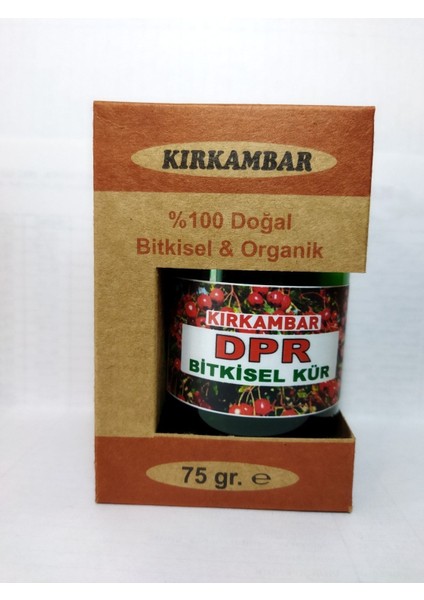 KIRKAMBAR
%100 Doğal
Bitkisel & Organik
KIRKAMBAR
DPR
BİTKİSEL KÜR
75 gr. ℮